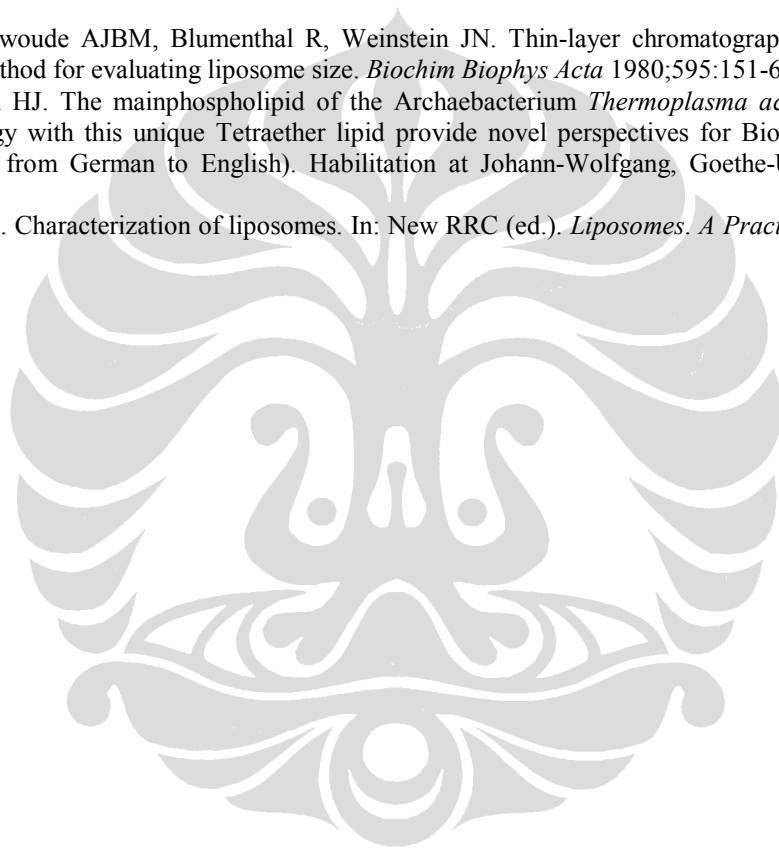 woude AJBM, Blumenthal R, Weinstein JN. Thin-layer chromatograp
thod for evaluating liposome size. Biochim Biophys Acta 1980;595:151-6
HJ. The mainphospholipid of the Archaebacterium Thermoplasma ac
gy with this unique Tetraether lipid provide novel perspectives for Bio
from German to English). Habilitation at Johann-Wolfgang, Goethe-U
. Characterization of liposomes. In: New RRC (ed.). Liposomes. A Pract